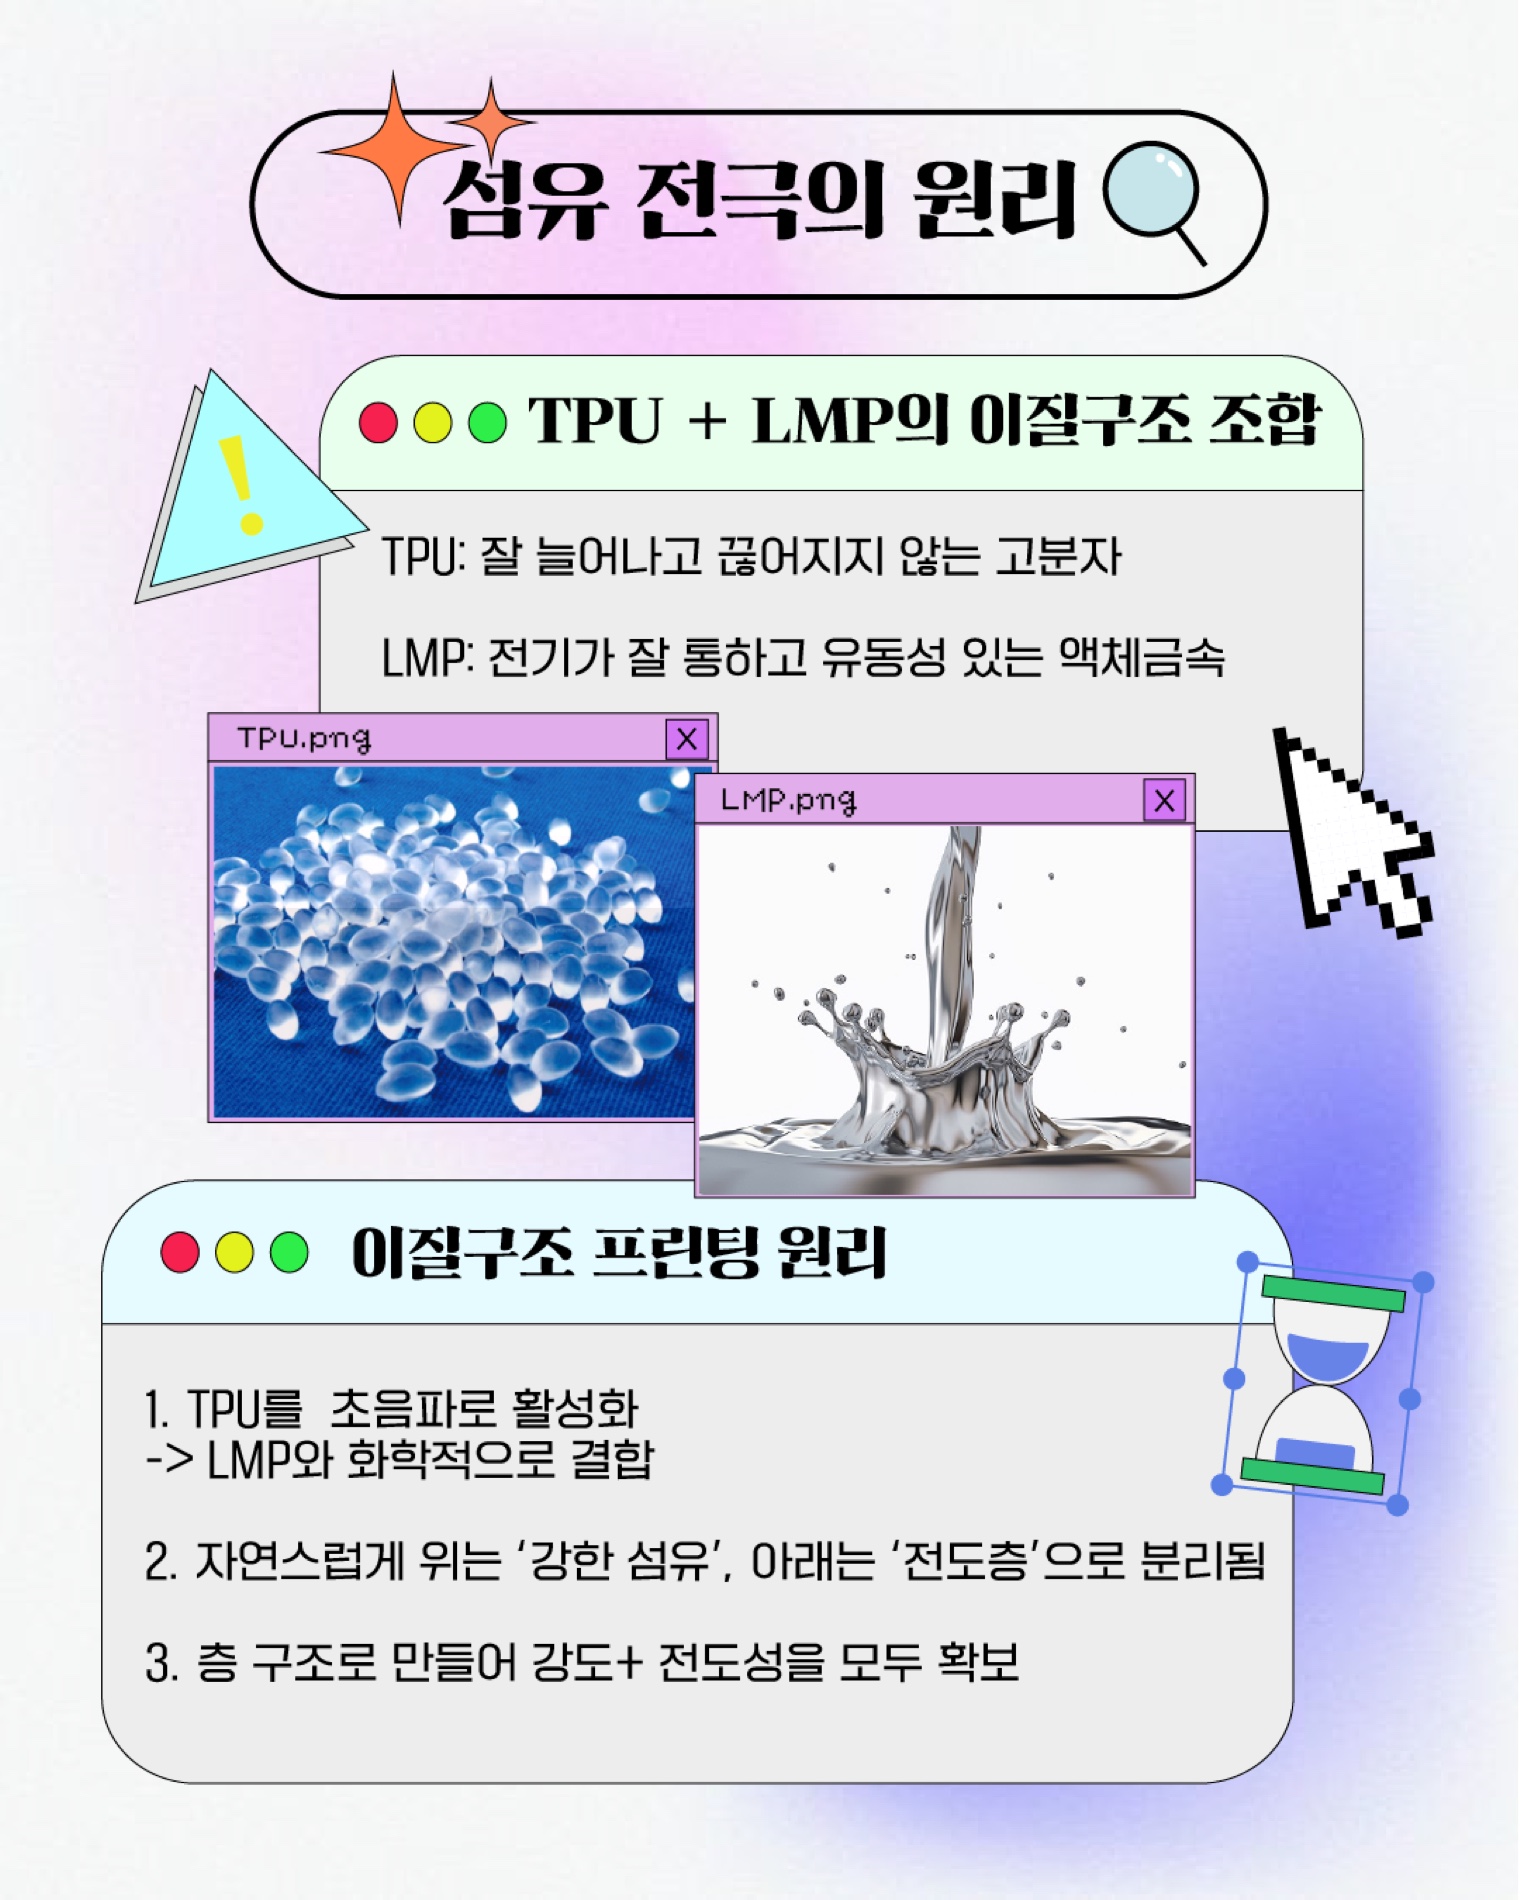 섬유 전극의 원리
TPU + LMP의 이질구조 조합
!
TPU: 잘 늘어나고 끊어지지 않는 고분자
LMP: 전기가 잘 통하고 유동성 있는 액체금속
TPU.png X
LMP.png X
이질구조 프린팅 원리
1. TPU를 초음파로 활성화
-> LMP와 화학적으로 결합
2. 자연스럽게 위는 ‘강한 섬유’, 아래는 ‘전도층’으로 분리됨
3. 층 구조로 만들어 강도+ 전도성을 모두 확보